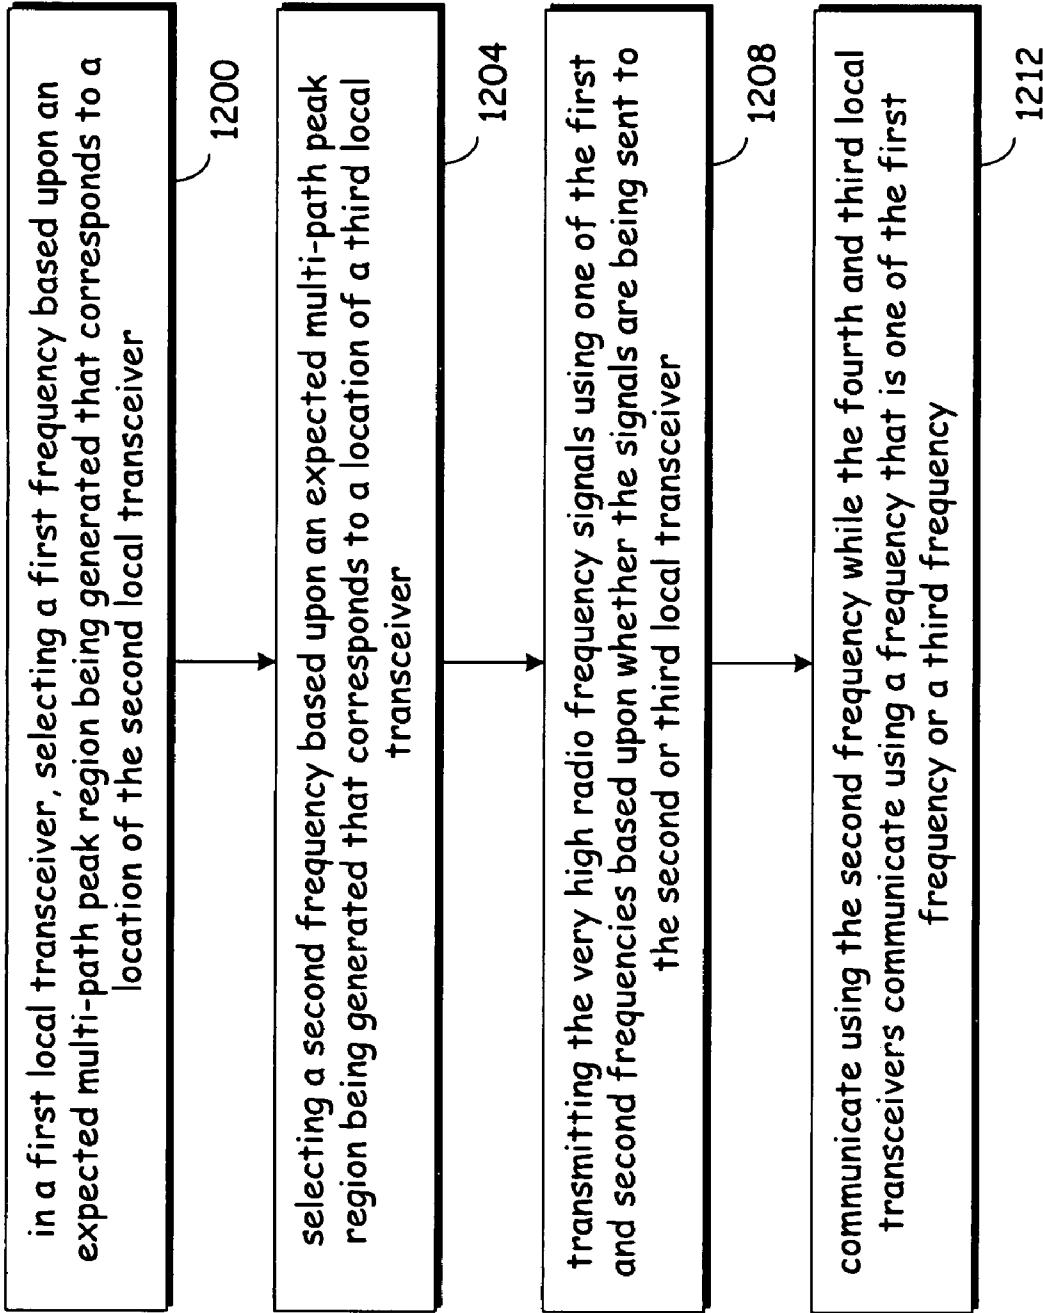 in a first local transceiver, selecting a first frequency based upon an
expected multi-path peak region being generated that corresponds to a
location of the second local transceiver
1200
selecting a second frequency based upon an expected multi-path peak
region being generated that corresponds to a location of a third local
transceiver
1204
transmitting the very high radio frequency signals using one of the first
and second frequencies based upon whether the signals are being sent to
the second or third local transceiver
1208
communicate using the second frequency while the fourth and third local
transceivers communicate using a frequency that is one of the first
frequency or a third frequency
1212